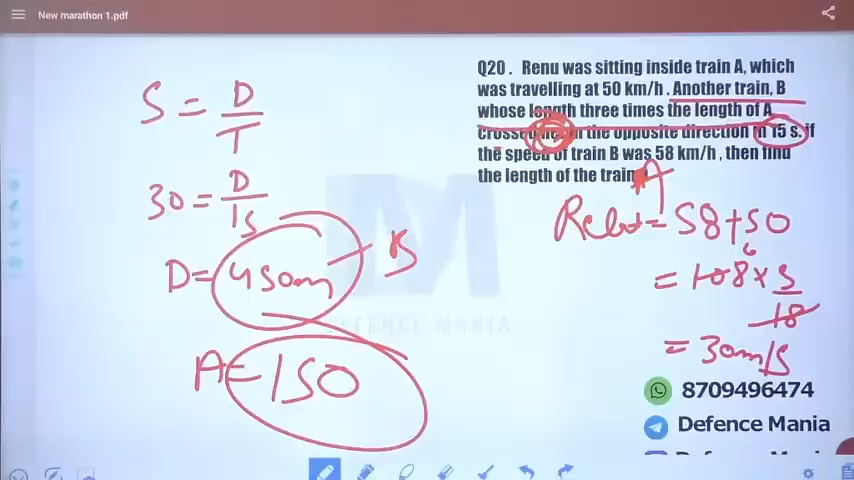 New marathon 1.pdf
Q20 . Renu was sitting inside train A, which
was travelling at 50 km/h . Another train, B
whose length three times the length of A
crossed in the opposite direction in 15 s. if
the speed of train B was 58 km/h , then find
the length of the train A
S = D/T
30 = D/15
D = 450m B
A = 150
= 58+50
= 108 × 5/18
6
= 30m/s
DEFENCE MANIA
8709496474
Defence Mania